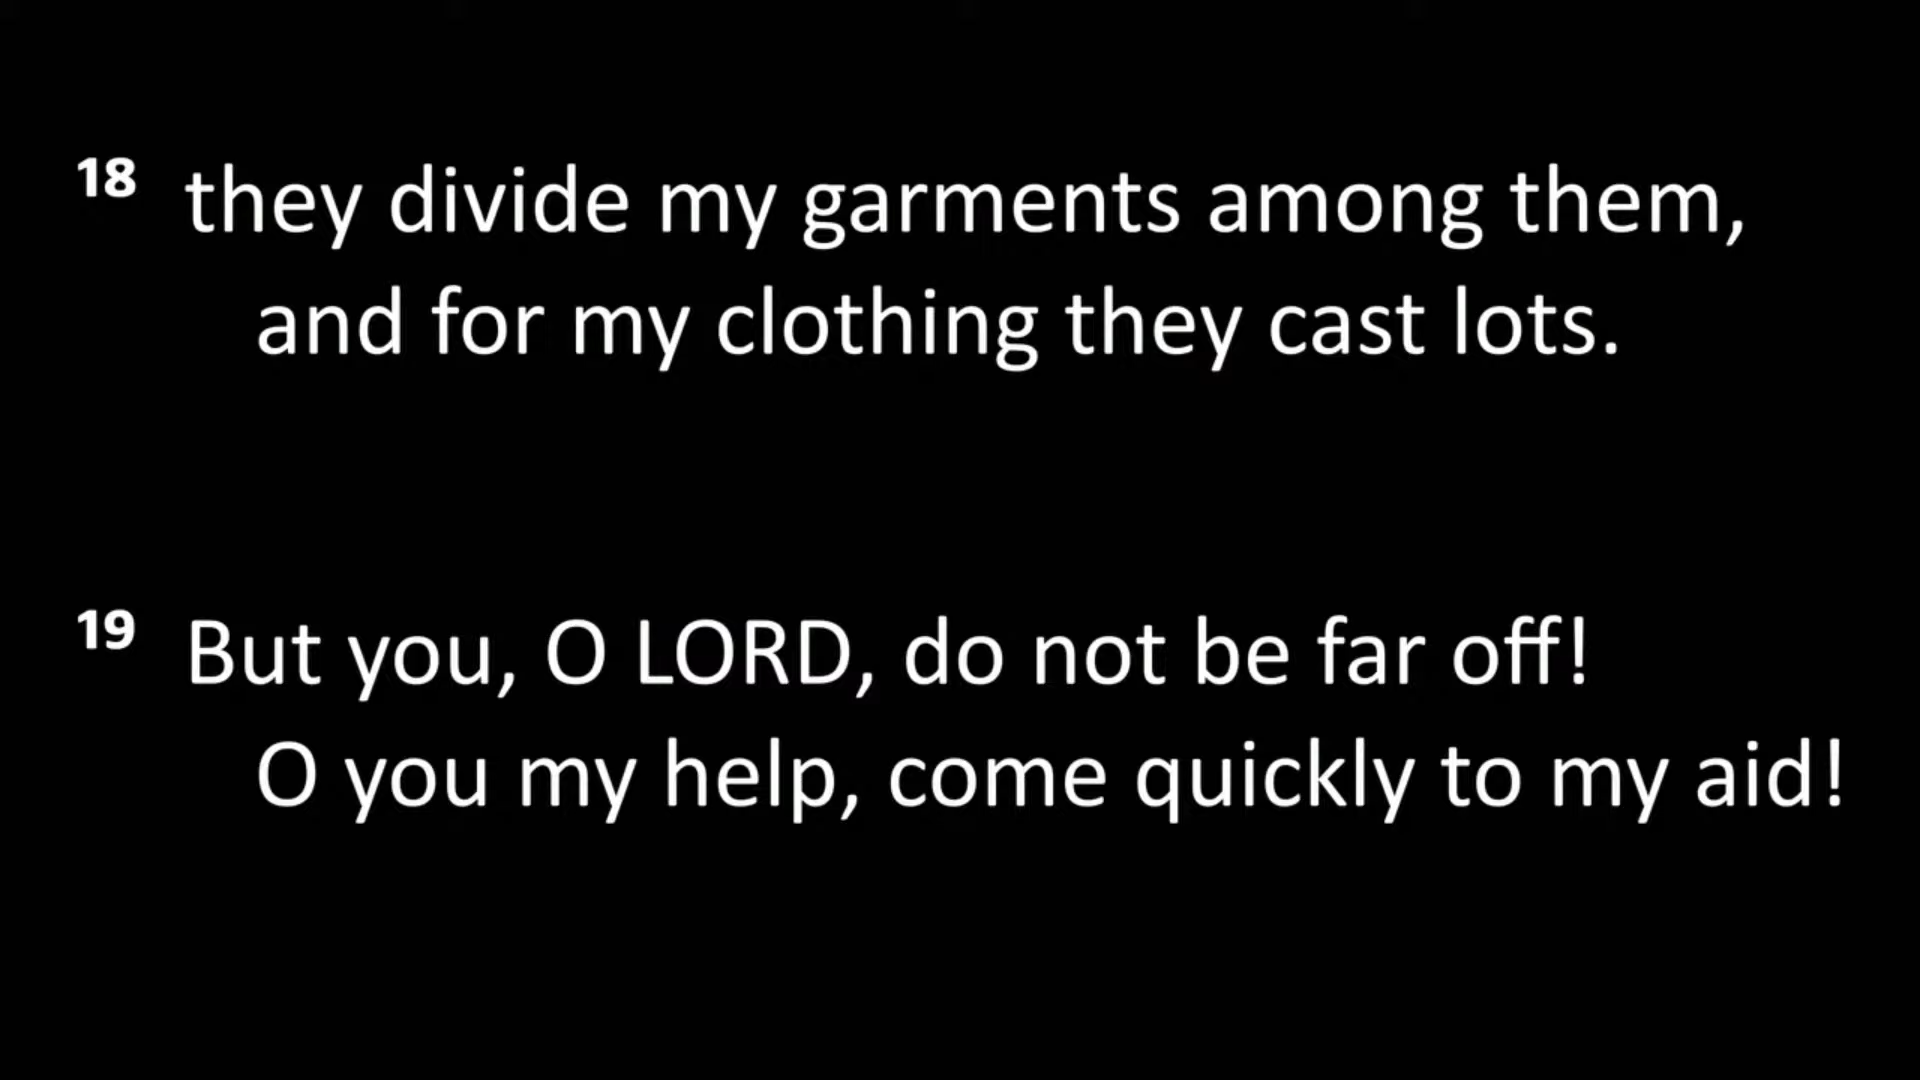 18 they divide my garments among them,
and for my clothing they cast lots.
19 But you, O LORD, do not be far off!
O you my help, come quickly to my aid!